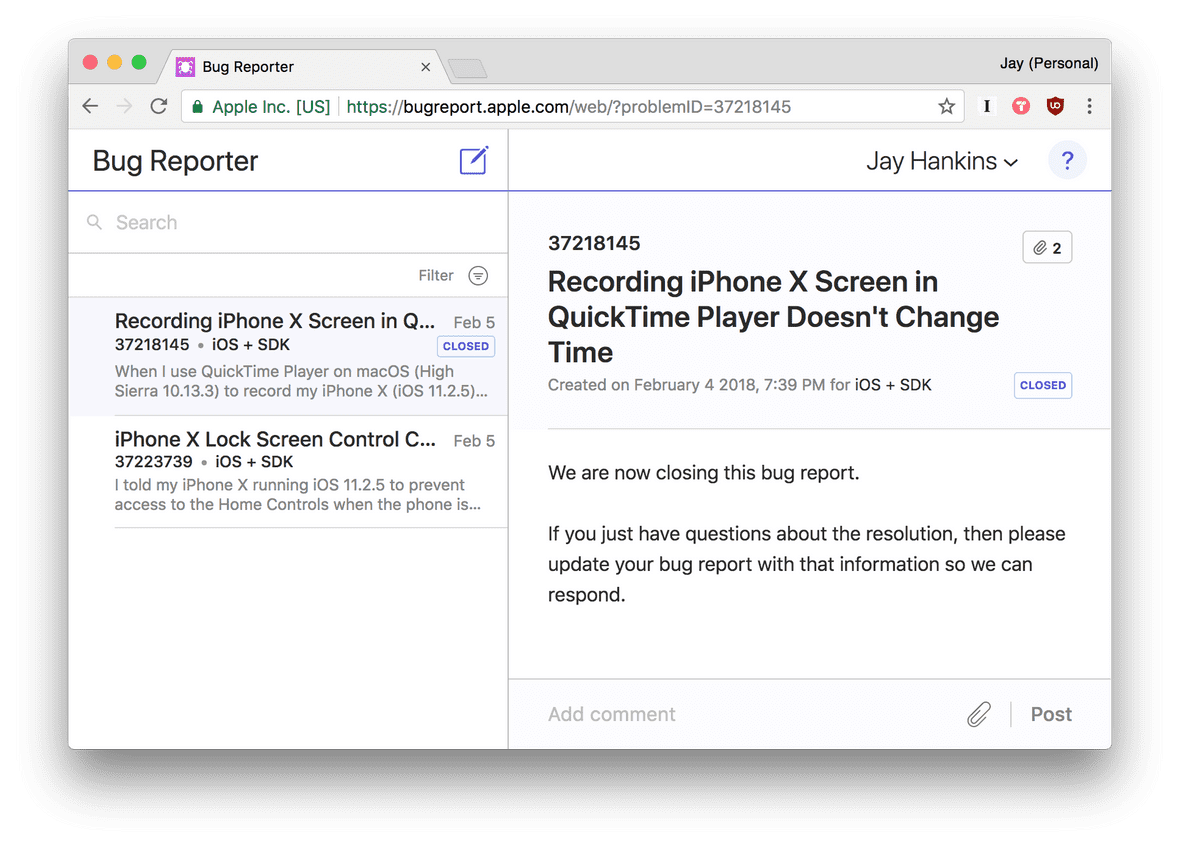 Bug Reporter
Jay (Personal)
Apple Inc. [US]
https://bugreport.apple.com/web/?problemID=37218145
Bug Reporter
Jay Hankins
?
Search
Filter
Recording iPhone X Screen in Q...
Feb 5
37218145 • iOS + SDK
CLOSED
When I use QuickTime Player on macOS (High
Sierra 10.13.3) to record my iPhone X (iOS 11.2.5)...
iPhone X Lock Screen Control C...
Feb 5
37223739 • iOS + SDK
I told my iPhone X running iOS 11.2.5 to prevent
access to the Home Controls when the phone is...
37218145
2
Recording iPhone X Screen in
QuickTime Player Doesn't Change
Time
Created on February 4 2018, 7:39 PM for iOS + SDK
CLOSED
We are now closing this bug report.
If you just have questions about the resolution, then please
update your bug report with that information so we can
respond.
Add comment
Post